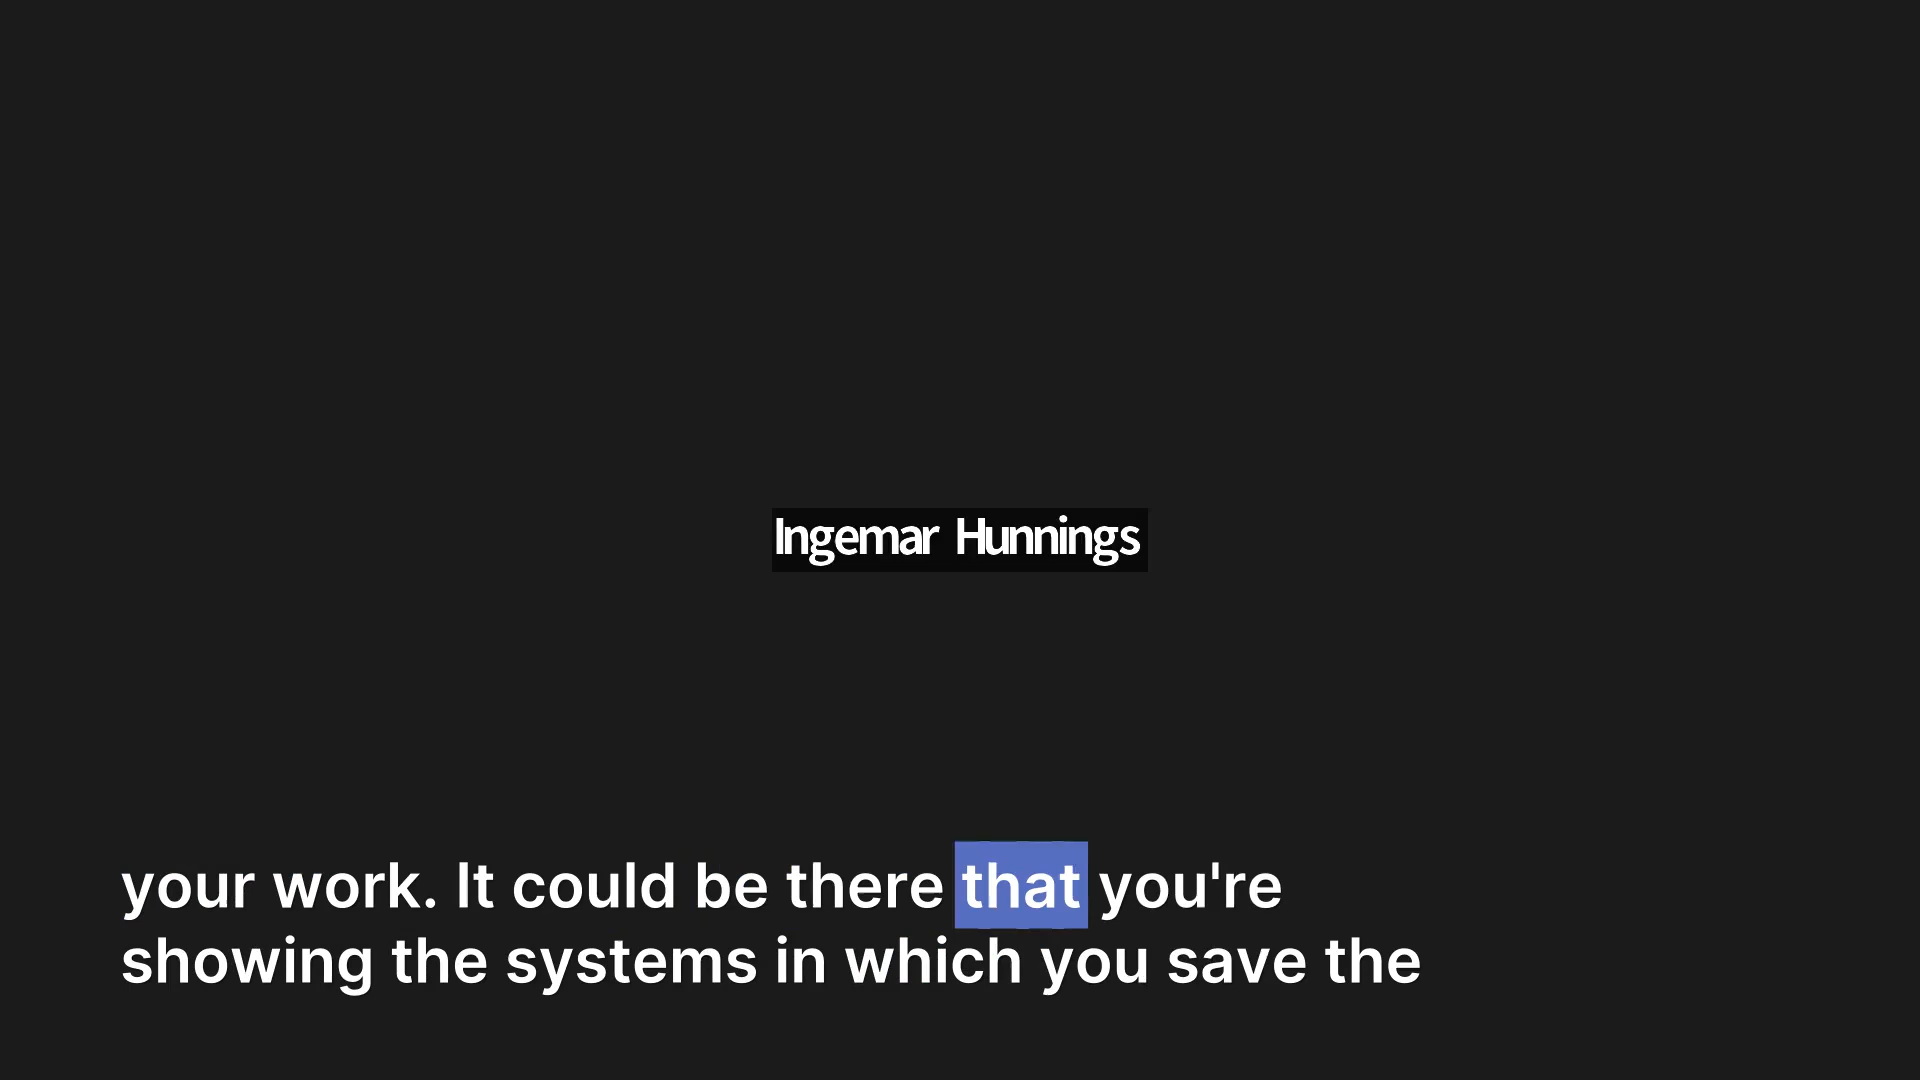 Ingemar Hunnings
your work. It could be there that you're
showing the systems in which you save the